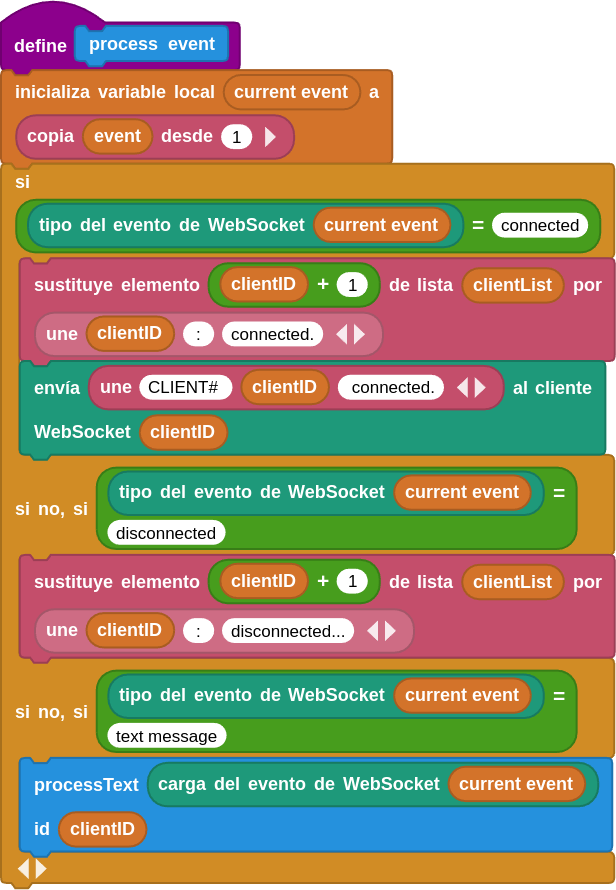 define process event
inicializa variable local current event a
copia event desde 1
si
tipo del evento de WebSocket current event = connected
sustituye elemento clientID + 1 de lista clientList por
une clientID : connected.
envía une CLIENT# clientID connected. al cliente
WebSocket clientID
si no, si tipo del evento de WebSocket current event =
disconnected
sustituye elemento clientID + 1 de lista clientList por
une clientID : disconnected...
si no, si tipo del evento de WebSocket current event =
text message
processText carga del evento de WebSocket current event
id clientID